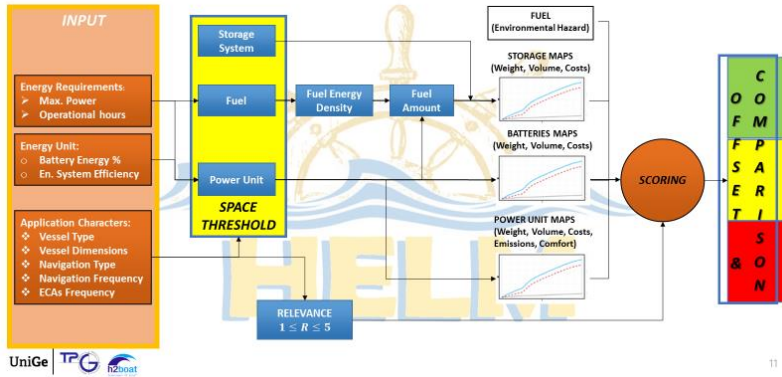 INPUT
Energy Requirements:
➢ Max. Power
➢ Operational hours
Energy Unit:
o Battery Energy %
o En. System Efficiency
Application Characters:
❖ Vessel Type
❖ Vessel Dimensions
❖ Navigation Type
❖ Navigation Frequency
❖ ECAs Frequency
Storage
System
Fuel
Power Unit
SPACE
THRESHOLD
Fuel Energy
Density
Fuel
Amount
RELEVANCE
1 ≤ R ≤ 5
FUEL
(Environmental Hazard)
STORAGE MAPS
(Weight, Volume, Costs)
BATTERIES MAPS
(Weight, Volume, Costs)
POWER UNIT MAPS
(Weight, Volume, Costs,
Emissions, Comfort)
SCORING
OFFSET &
COMPARISON
HELM
UniGe
TPG
h2boat
11